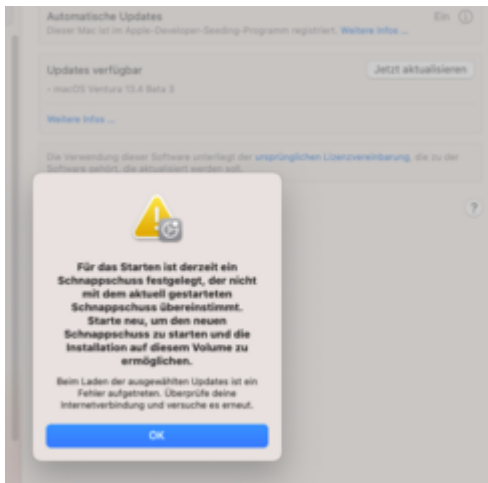 Automatische Updates
Ein
Dieser Mac ist im Apple-Developer-Seeding-Programm registriert. Weitere Infos ...
Updates verfügbar
Jetzt aktualisieren
- macOS Ventura 13.4 Beta 3
Weitere Infos ...
Die Verwendung dieser Software unterliegt der ursprünglichen Lizenzvereinbarung, die zu der
Software gehört, die aktualisiert werden soll.
?
Für das Starten ist derzeit ein
Schnappschuss festgelegt, der nicht
mit dem aktuell gestarteten
Schnappschuss übereinstimmt.
Starte neu, um den neuen
Schnappschuss zu starten und die
Installation auf diesem Volume zu
ermöglichen.
Beim Laden der ausgewählten Updates ist ein
Fehler aufgetreten. Überprüfe deine
Internetverbindung und versuche es erneut.
OK